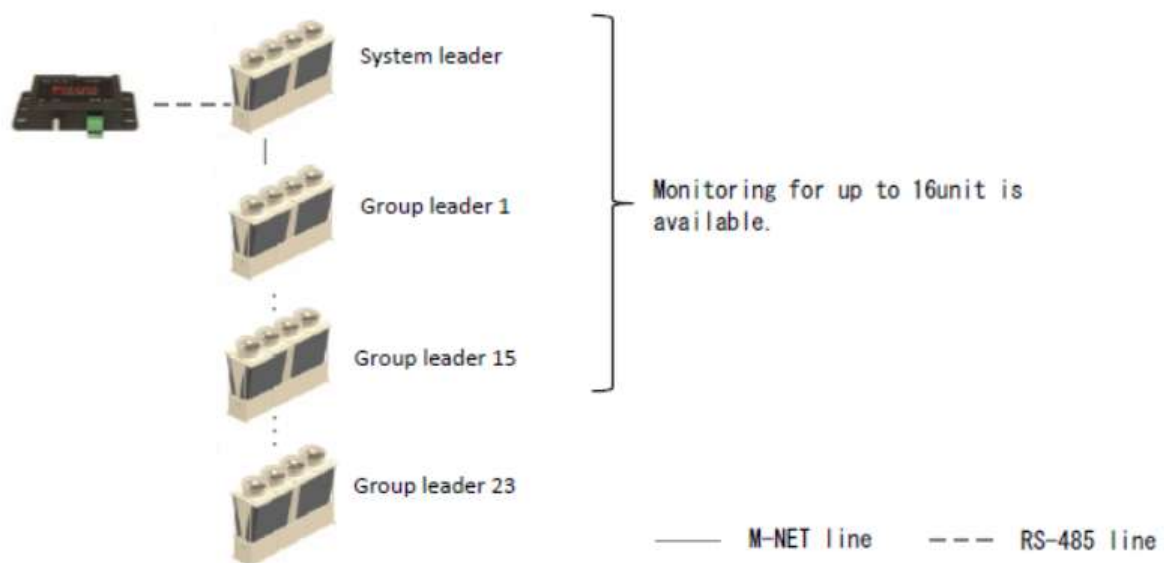 System leader
Group leader 1
Monitoring for up to 16unit is
available.
Group leader 15
Group leader 23
M-NET line
RS-485 line